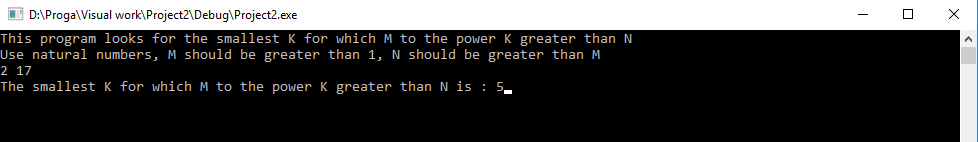 D:\Proga\Visual work\Project2\Debug\Project2.exe
This program looks for the smallest K for which M to the power K greater than N
Use natural numbers, M should be greater than 1, N should be greater than M
2 17
The smallest K for which M to the power K greater than N is : 5